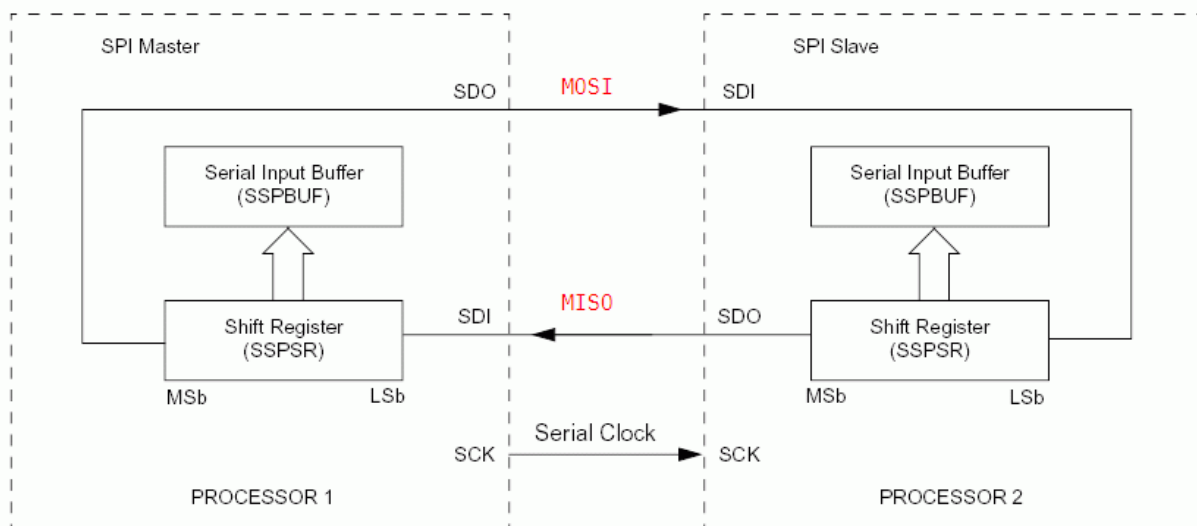 SPI Master
SPI Slave
SDO
MOSI
SDI
Serial Input Buffer
(SSPBUF)
Serial Input Buffer
(SSPBUF)
SDI
MISO
SDO
Shift Register
(SSPSR)
Shift Register
(SSPSR)
MSb
LSb
MSb
LSb
SCK
Serial Clock
SCK
PROCESSOR 1
PROCESSOR 2